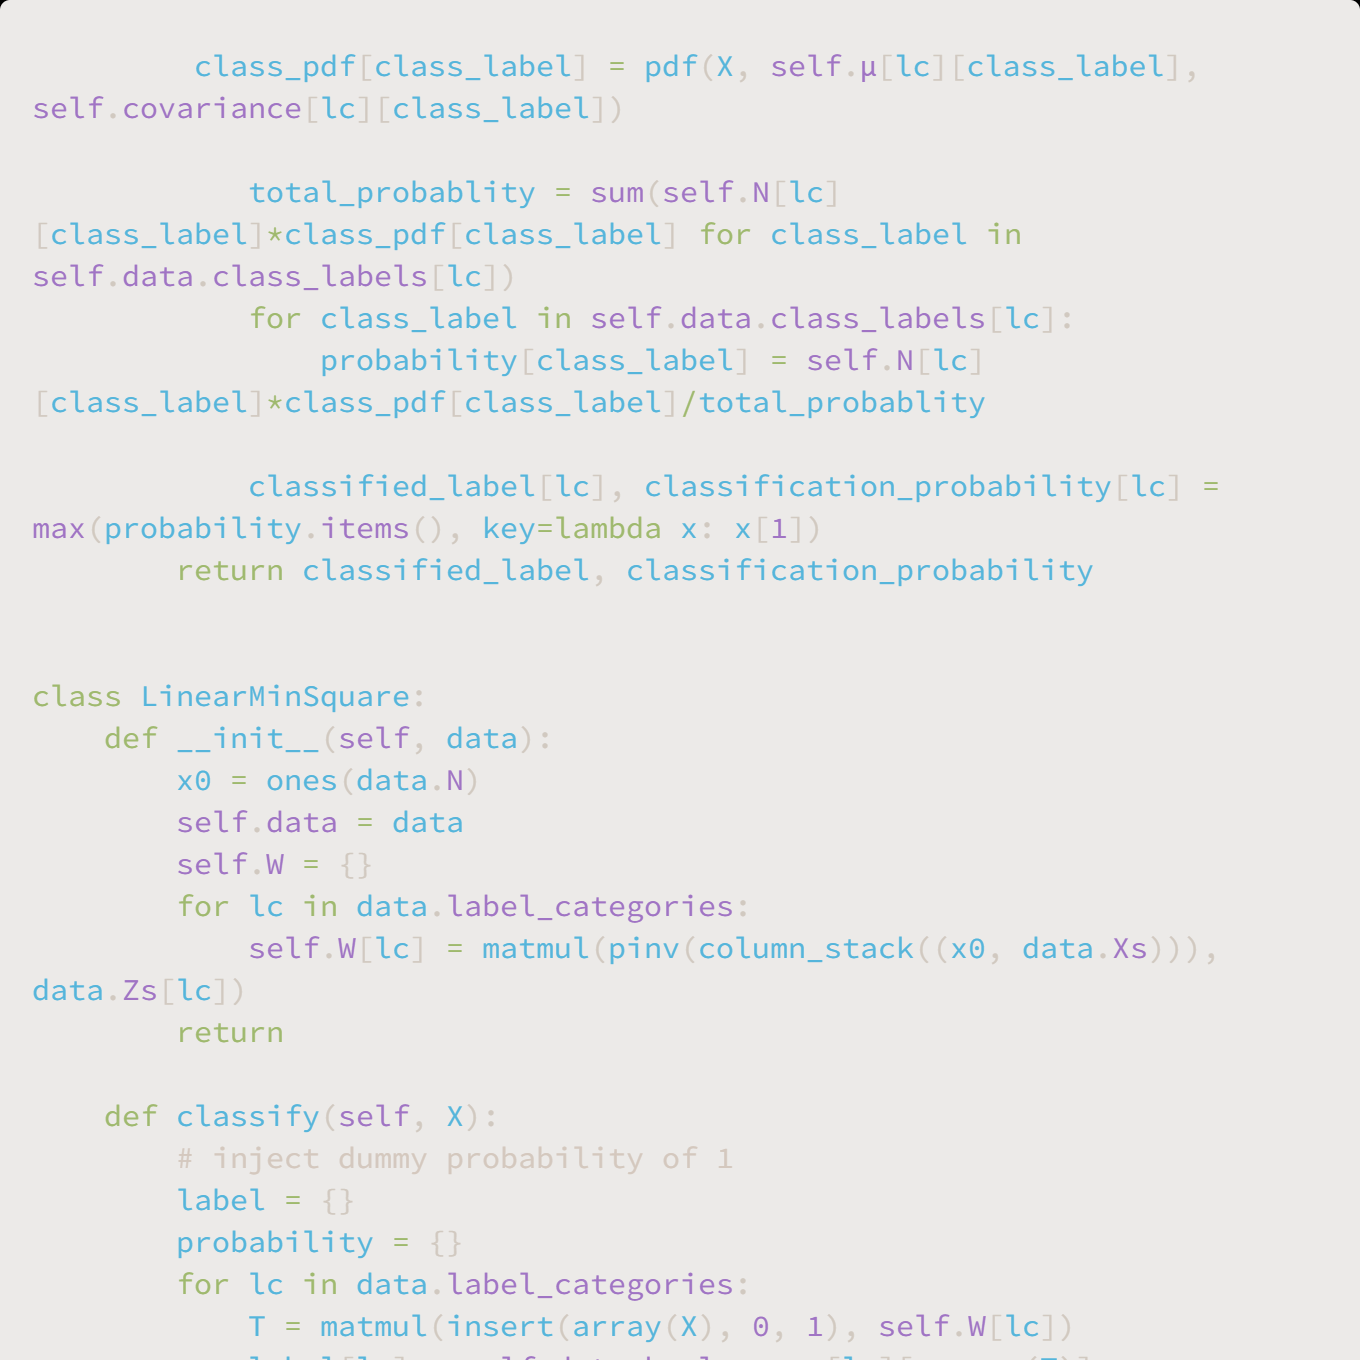 class_pdf[class_label] = pdf(X, self.μ[lc][class_label],
self.covariance[lc][class_label])
total_probablity = sum(self.N[lc]
[class_label]*class_pdf[class_label] for class_label in
self.data.class_labels[lc])
for class_label in self.data.class_labels[lc]:
probability[class_label] = self.N[lc]
[class_label]*class_pdf[class_label]/total_probablity
classified_label[lc], classification_probability[lc] =
max(probability.items(), key=lambda x: x[1])
return classified_label, classification_probability
class LinearMinSquare:
def __init__(self, data):
x0 = ones(data.N)
self.data = data
self.W = {}
for lc in data.label_categories:
self.W[lc] = matmul(pinv(column_stack((x0, data.Xs))),
data.Zs[lc])
return
def classify(self, X):
# inject dummy probability of 1
label = {}
probability = {}
for lc in data.label_categories:
T = matmul(insert(array(X), 0, 1), self.W[lc])